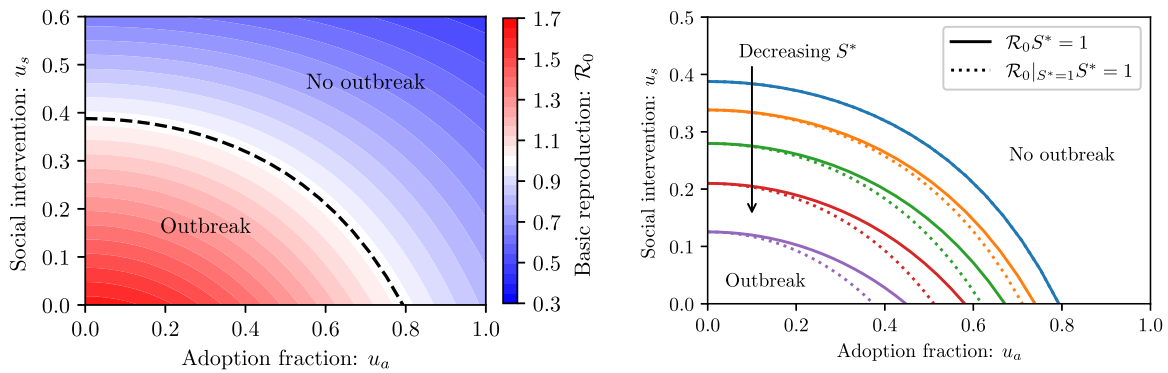 0.6
0.5
0.4
0.3
0.2
0.1
0.0
Social intervention: u_s
No outbreak
Outbreak
0.0 0.2 0.4 0.6 0.8 1.0
Adoption fraction: u_a
1.7
1.5
1.3
1.1
0.9
0.7
0.5
0.3
Basic reproduction: ℛ₀
0.5
0.4
0.3
0.2
0.1
0.0
Social intervention: u_s
Decreasing S*
ℛ₀S* = 1
ℛ₀|_{S*=1}S* = 1
No outbreak
Outbreak
0.0 0.2 0.4 0.6 0.8 1.0
Adoption fraction: u_a